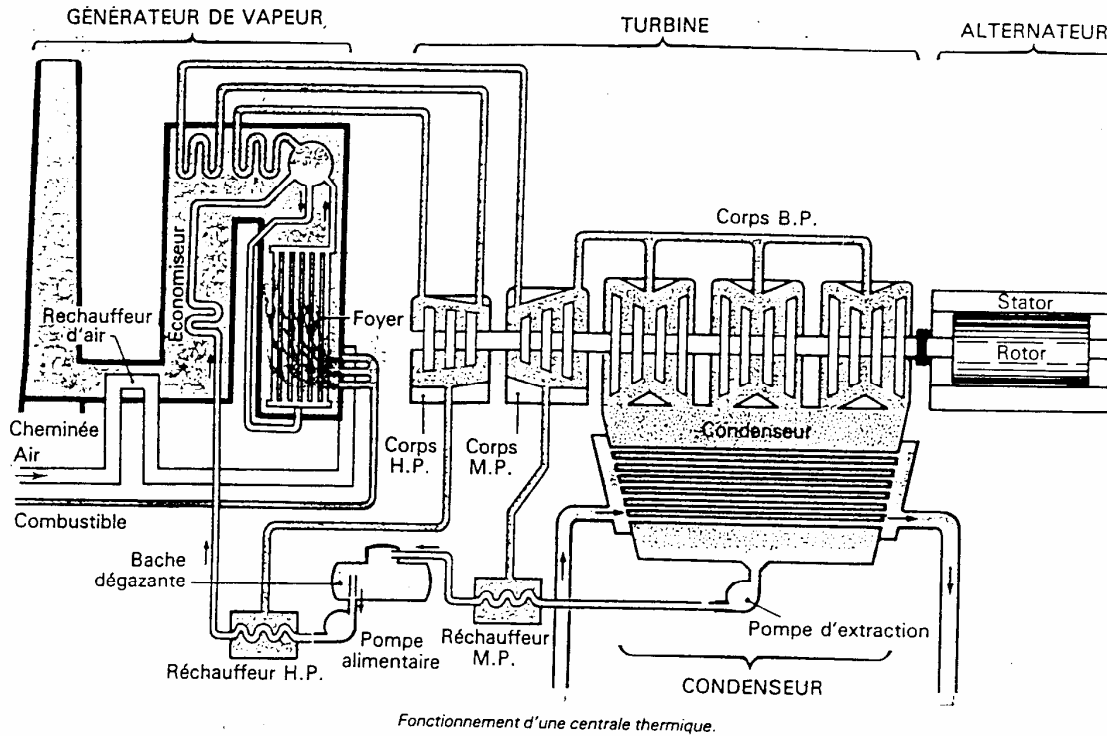 GÉNÉRATEUR DE VAPEUR
TURBINE
ALTERNATEUR
Économiseur
Rechauffeur
d'air
Foyer
Corps B.P.
Stator
Rotor
Cheminée
Air
Combustible
Corps
H.P.
Corps
M.P.
Condenseur
Bache
dégazante
Pompe
alimentaire
Réchauffeur H.P.
Réchauffeur
M.P.
Pompe d'extraction
CONDENSEUR
Fonctionnement d'une centrale thermique.